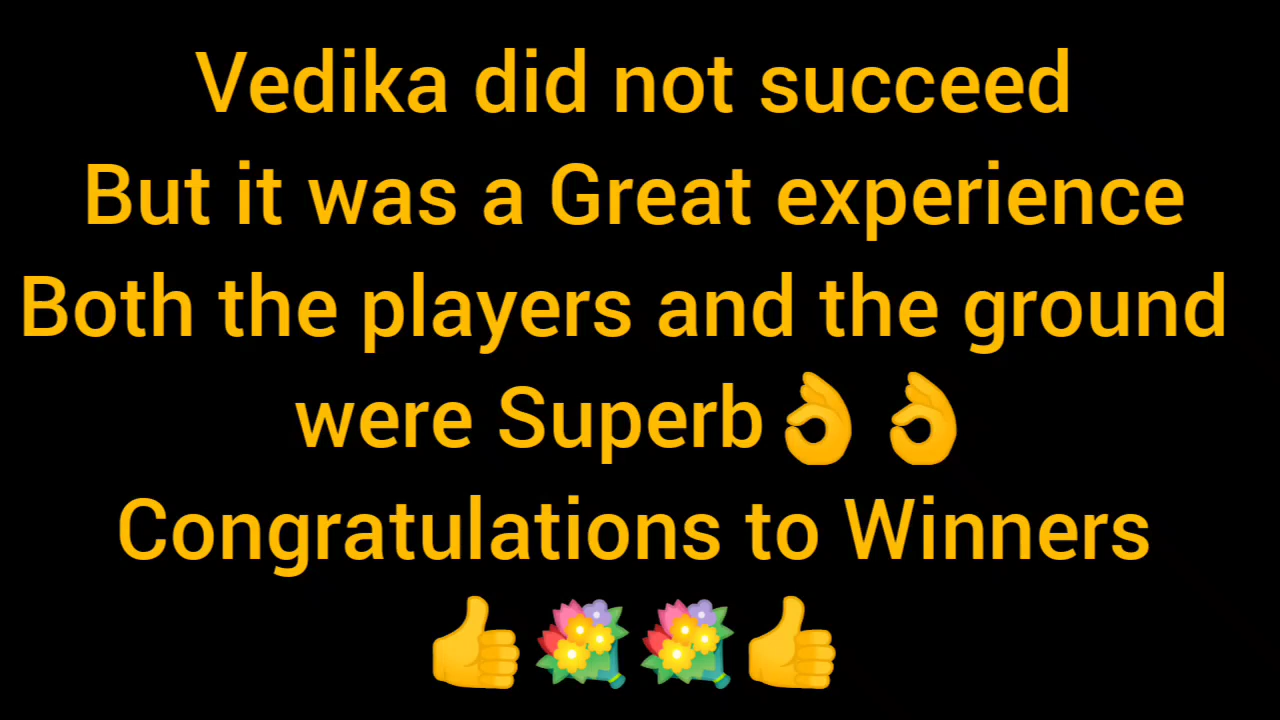 Vedika did not succeed
But it was a Great experience
Both the players and the ground
were Superb👌👌
Congratulations to Winners
👍💐💐👍